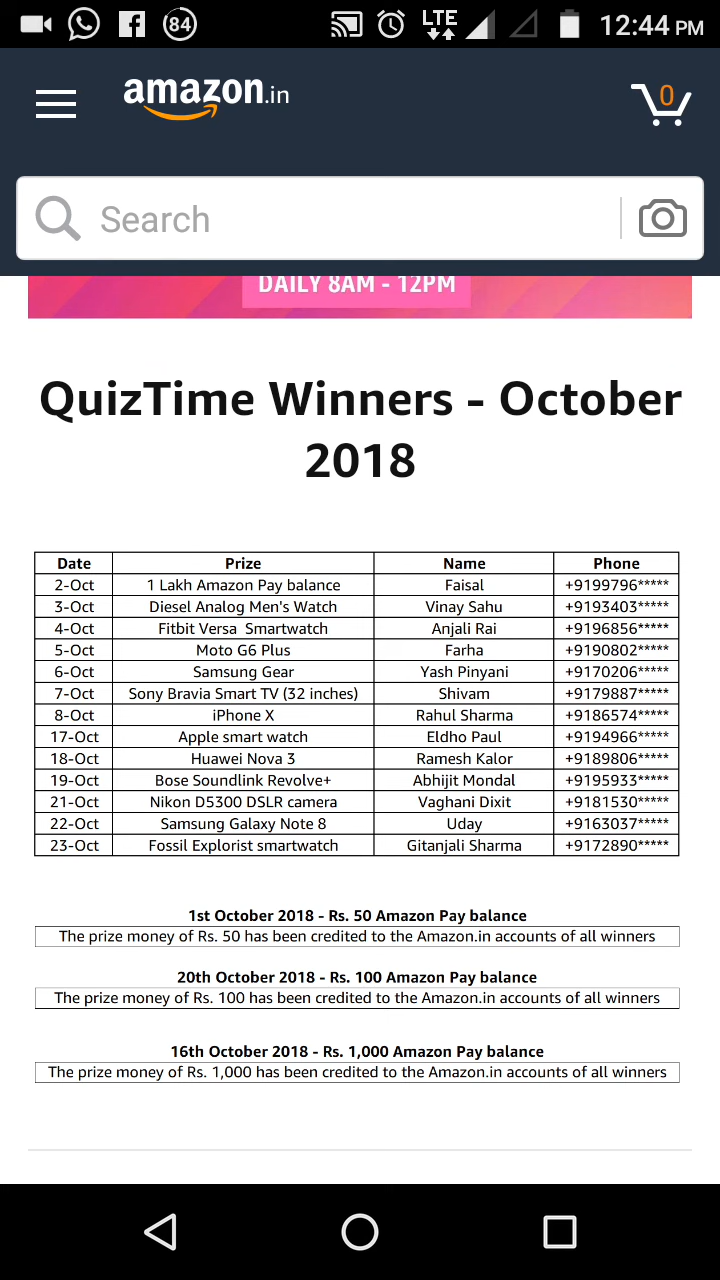 84 LTE 12:44 PM
amazon.in 0
Search
DAILY 8AM - 12PM
QuizTime Winners - October
2018
Date Prize Name Phone
2-Oct 1 Lakh Amazon Pay balance Faisal +9199796*****
3-Oct Diesel Analog Men's Watch Vinay Sahu +9193403*****
4-Oct Fitbit Versa Smartwatch Anjali Rai +9196856*****
5-Oct Moto G6 Plus Farha +9190802*****
6-Oct Samsung Gear Yash Pinyani +9170206*****
7-Oct Sony Bravia Smart TV (32 inches) Shivam +9179887*****
8-Oct iPhone X Rahul Sharma +9186574*****
17-Oct Apple smart watch Eldho Paul +9194966*****
18-Oct Huawei Nova 3 Ramesh Kalor +9189806*****
19-Oct Bose Soundlink Revolve+ Abhijit Mondal +9195933*****
21-Oct Nikon D5300 DSLR camera Vaghani Dixit +9181530*****
22-Oct Samsung Galaxy Note 8 Uday +9163037*****
23-Oct Fossil Explorist smartwatch Gitanjali Sharma +9172890*****
1st October 2018 - Rs. 50 Amazon Pay balance
The prize money of Rs. 50 has been credited to the Amazon.in accounts of all winners
20th October 2018 - Rs. 100 Amazon Pay balance
The prize money of Rs. 100 has been credited to the Amazon.in accounts of all winners
16th October 2018 - Rs. 1,000 Amazon Pay balance
The prize money of Rs. 1,000 has been credited to the Amazon.in accounts of all winners